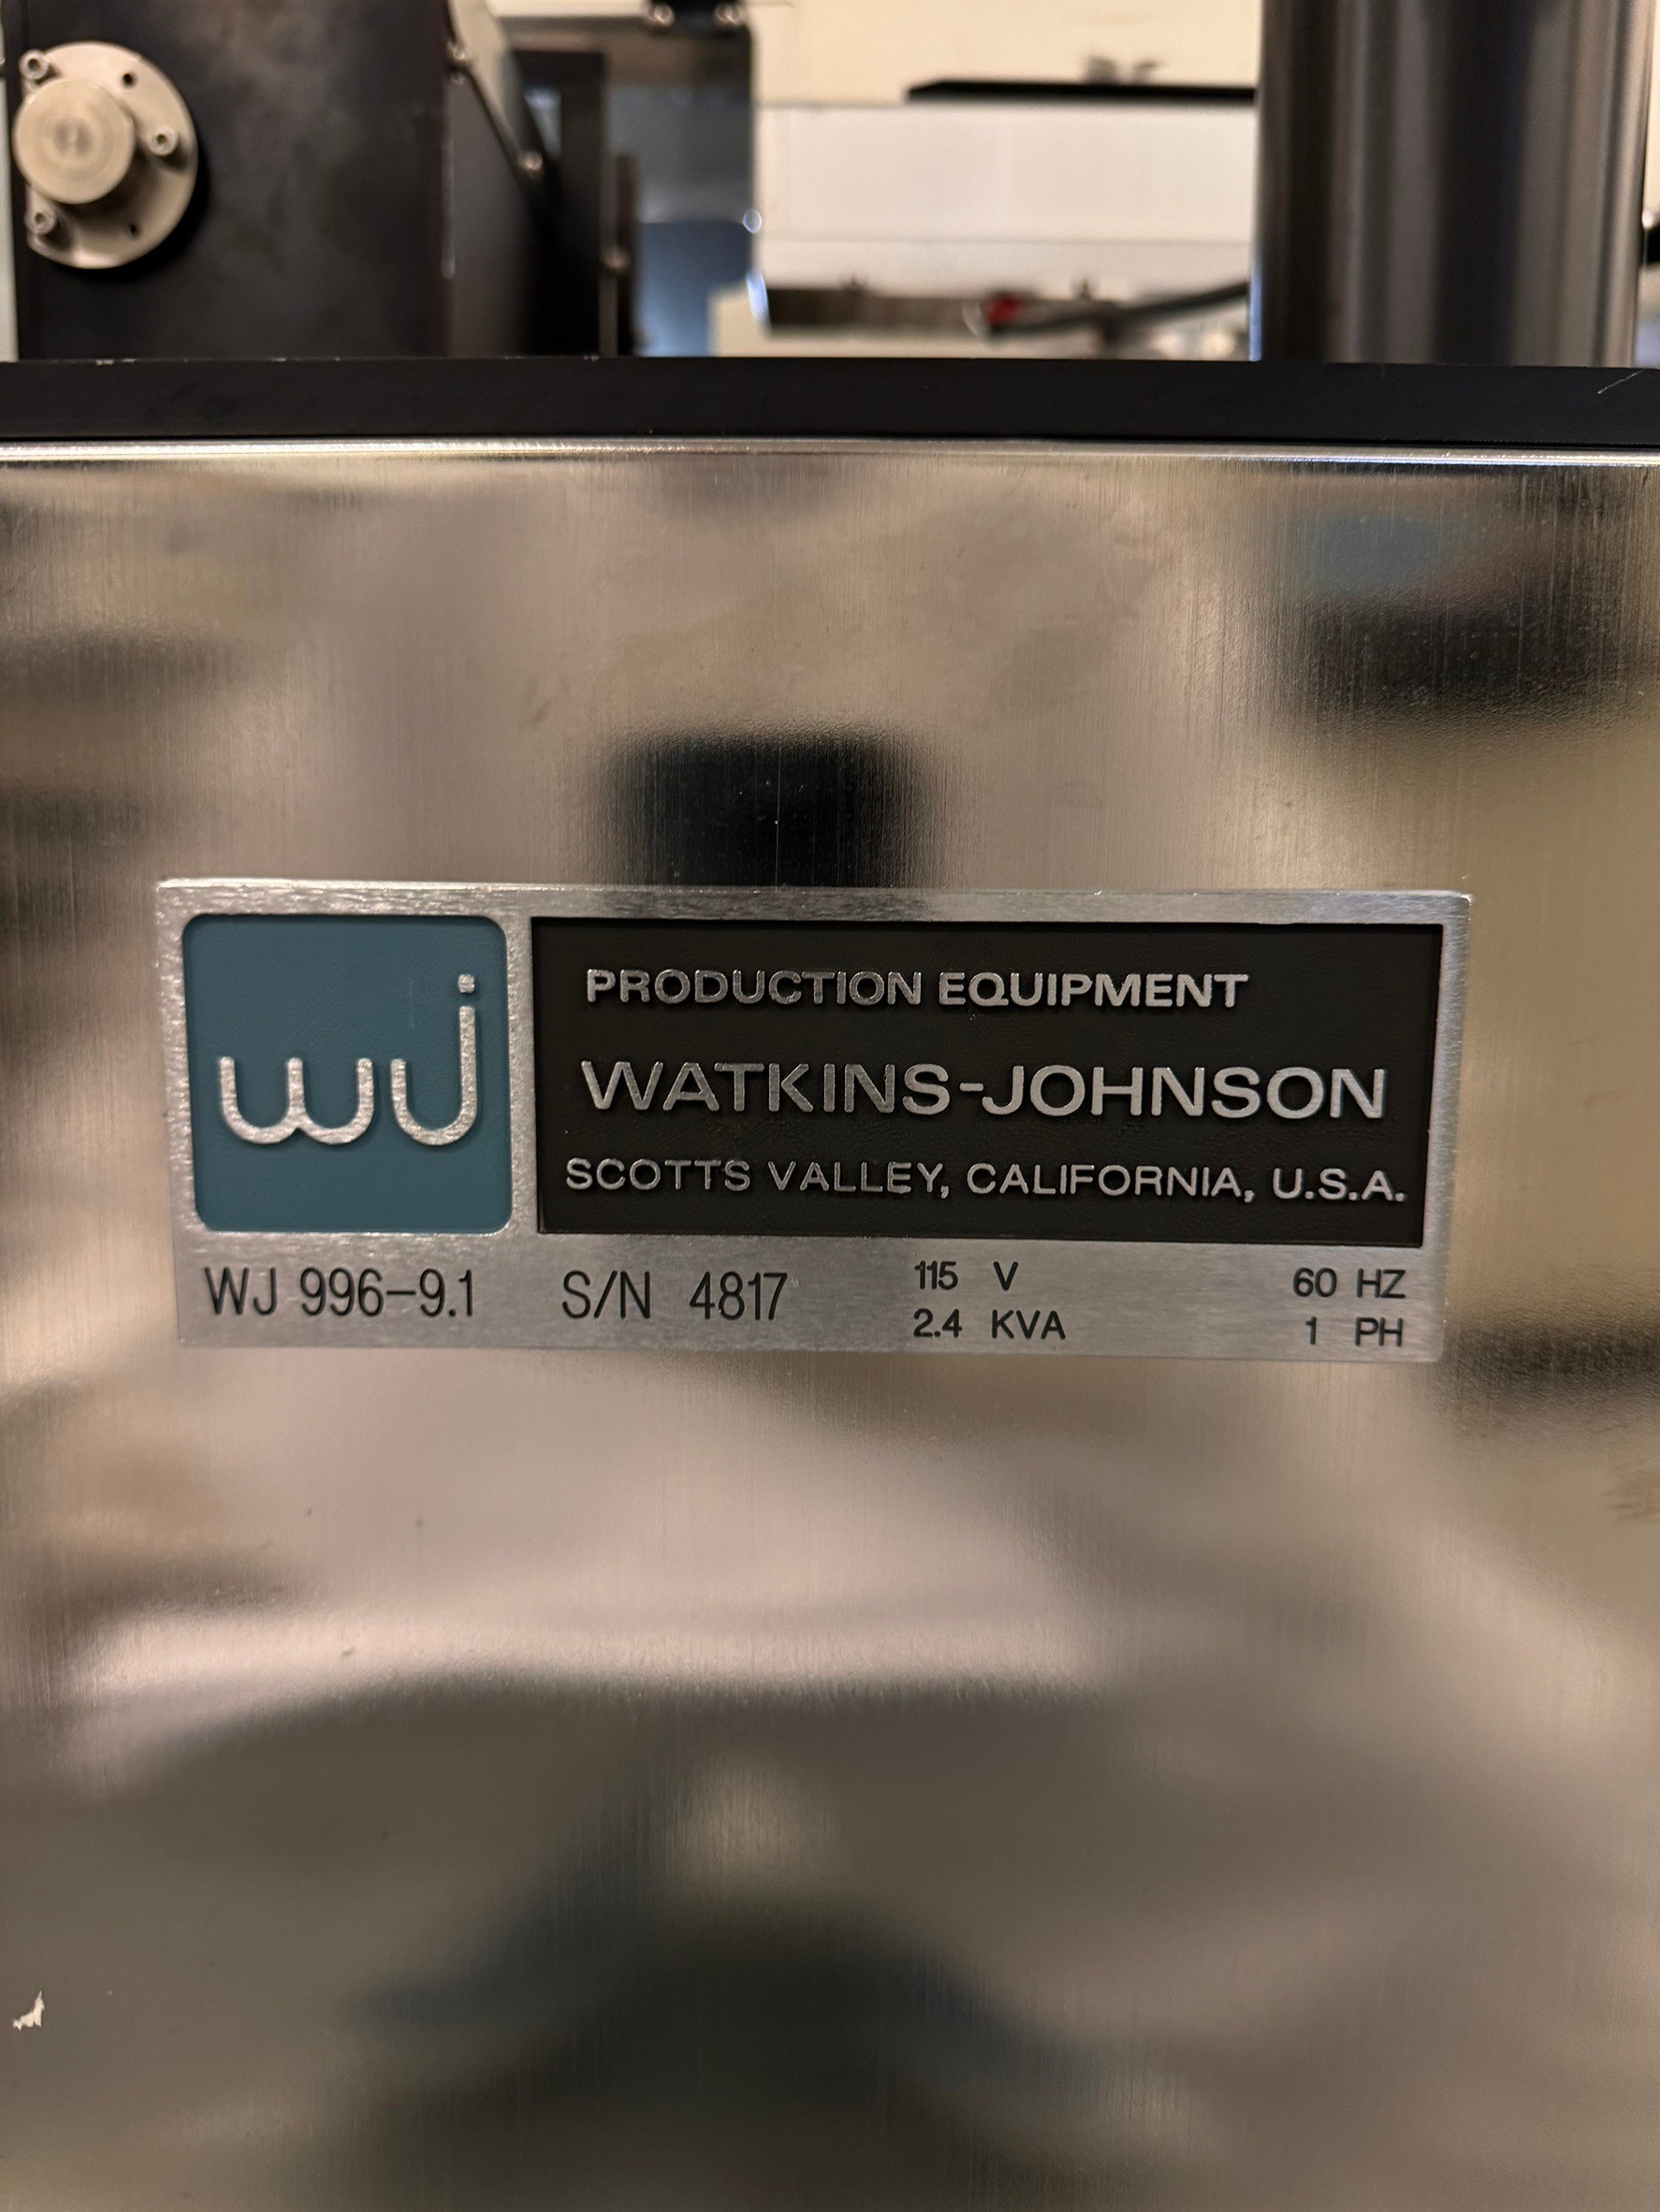 wj
PRODUCTION EQUIPMENT
WATKINS-JOHNSON
SCOTTS VALLEY, CALIFORNIA, U.S.A.
WJ 996-9.1 S/N 4817
115 V 60 HZ
2.4 KVA 1 PH